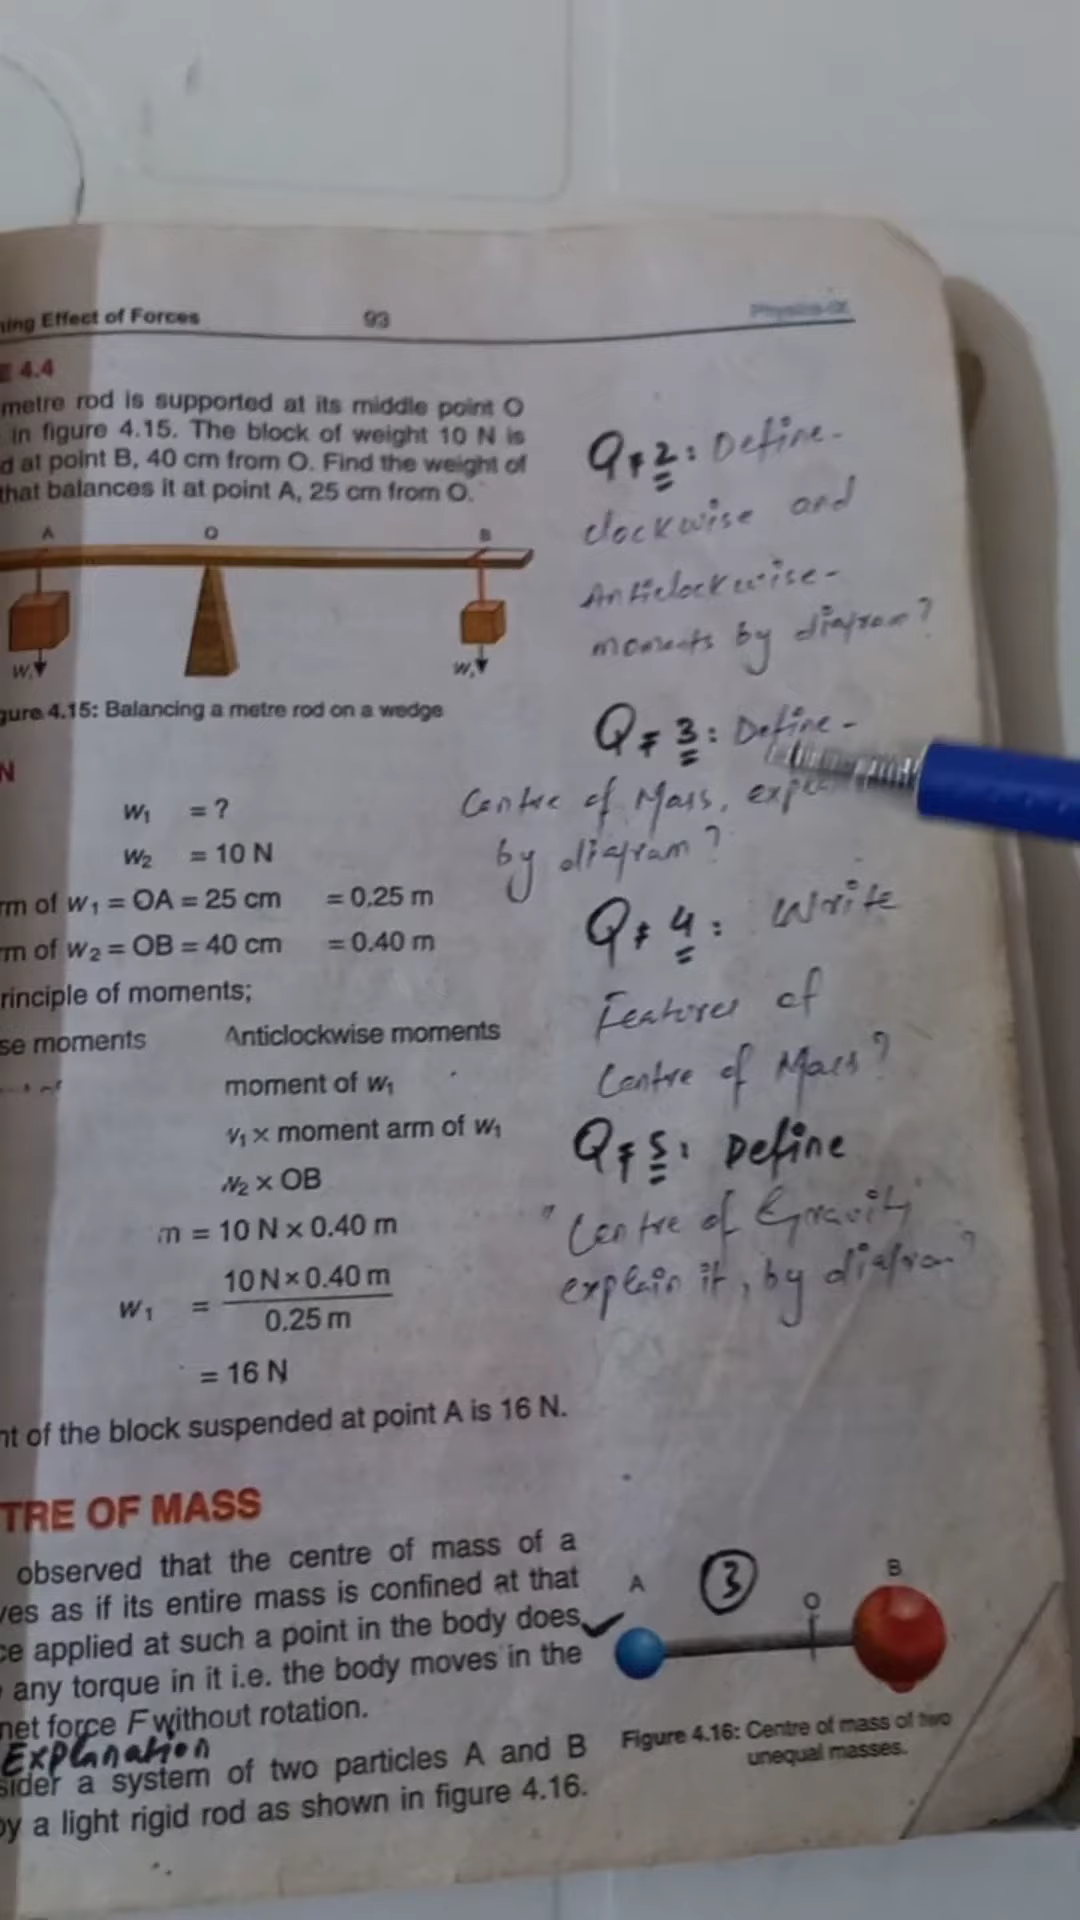 ning Effect of Forces 93 Physics-IX
E 4.4
metre rod is supported at its middle point O
in figure 4.15. The block of weight 10 N is
d at point B, 40 cm from O. Find the weight of
that balances it at point A, 25 cm from O.
A O B
W₁ W₂
gure 4.15: Balancing a metre rod on a wedge
N
w₁ = ?
w₂ = 10 N
rm of w₁ = OA = 25 cm = 0.25 m
m of w₂ = OB = 40 cm = 0.40 m
rinciple of moments;
se moments Anticlockwise moments
moment of w₁
× moment arm of w₁
× OB
m = 10 N × 0.40 m
10 N × 0.40 m
w₁ =
0.25 m
= 16 N
nt of the block suspended at point A is 16 N.
TRE OF MASS
observed that the centre of mass of a
ves as if its entire mass is confined at that
ce applied at such a point in the body does
any torque in it i.e. the body moves in the
net force F without rotation.
Explanation
sider a system of two particles A and B
by a light rigid rod as shown in figure 4.16.
Q # 2: Define
clockwise and
Anticlockwise
moments by diagram?
Q # 3: Define
Centre of Mass,
by diagram?
Q # 4: Write
Features of
Centre of Mass?
Q # 5: Define
"Centre of Gravity"
explain it, by diagram?
A 3 O B
Figure 4.16: Centre of mass of two
unequal masses.